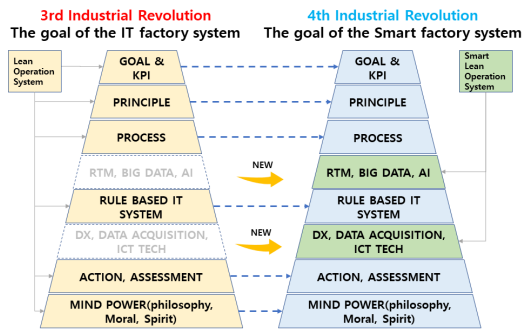 3rd Industrial Revolution
The goal of the IT factory system
Lean
Operation
System
GOAL &
KPI
PRINCIPLE
PROCESS
RTM, BIG DATA, AI
RULE BASED IT
SYSTEM
DX, DATA ACQUISITION,
ICT TECH
ACTION, ASSESSMENT
MIND POWER(philosophy,
Moral, Spirit)
NEW
NEW
4th Industrial Revolution
The goal of the Smart factory system
GOAL
& KPI
PRINCIPLE
PROCESS
RTM, BIG DATA, AI
RULE BASED IT
SYSTEM
DX, DATA ACQUISITION,
ICT TECH
ACTION, ASSESSMENT
MIND POWER(philosophy,
Moral, Spirit)
Smart
Lean
Operation
System